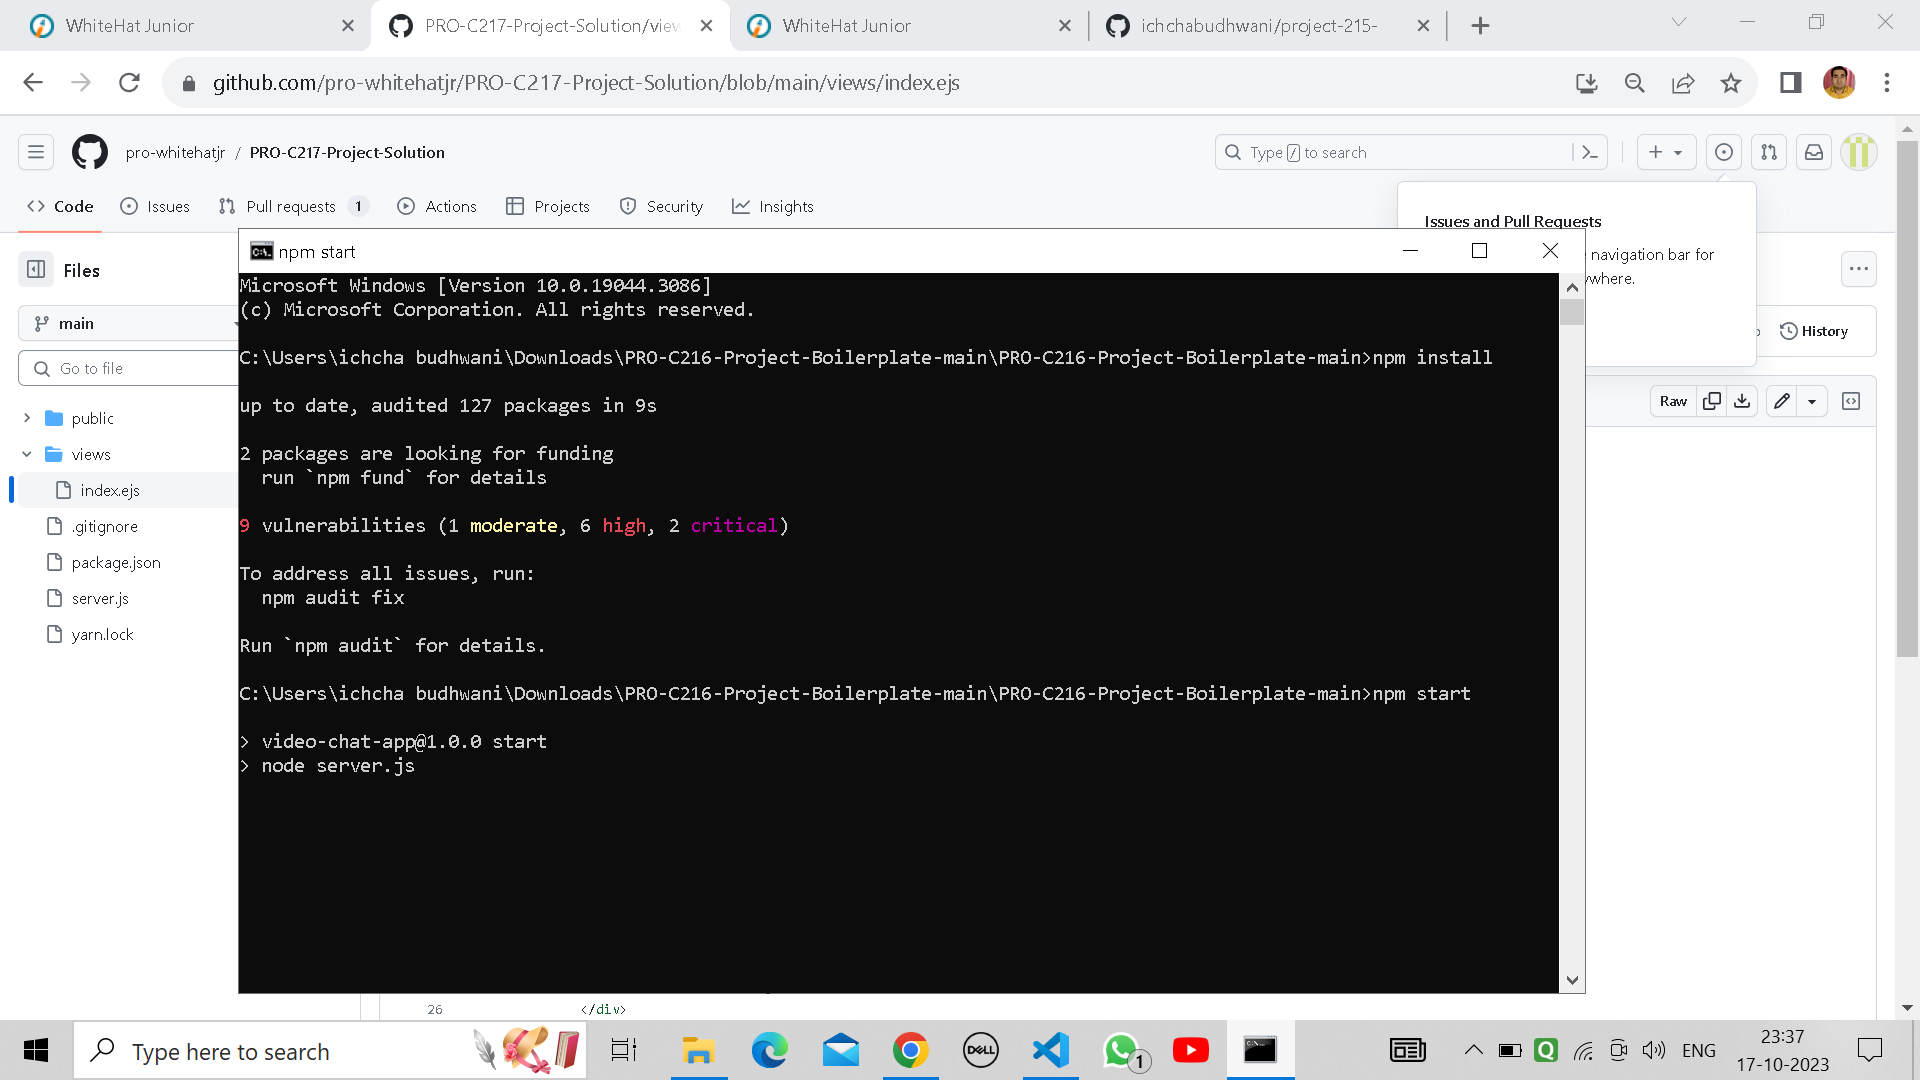 WhiteHat Junior
PRO-C217-Project-Solution/view
WhiteHat Junior
ichchabudhwani/project-215-
github.com/pro-whitehatjr/PRO-C217-Project-Solution/blob/main/views/index.ejs
pro-whitehatjr / PRO-C217-Project-Solution
Type / to search
Code
Issues
Pull requests 1
Actions
Projects
Security
Insights
Issues and Pull Requests
navigation bar for
where.
Files
main
Go to file
public
views
index.ejs
.gitignore
package.json
server.js
yarn.lock
History
Raw
npm start
Microsoft Windows [Version 10.0.19044.3086]
(c) Microsoft Corporation. All rights reserved.
C:\Users\ichcha budhwani\Downloads\PRO-C216-Project-Boilerplate-main\PRO-C216-Project-Boilerplate-main>npm install
up to date, audited 127 packages in 9s
2 packages are looking for funding
run `npm fund` for details
9 vulnerabilities (1 moderate, 6 high, 2 critical)
To address all issues, run:
npm audit fix
Run `npm audit` for details.
C:\Users\ichcha budhwani\Downloads\PRO-C216-Project-Boilerplate-main\PRO-C216-Project-Boilerplate-main>npm start
> video-chat-app@1.0.0 start
> node server.js
26 </div>
Type here to search
DELL
1
Q
ENG
23:37
17-10-2023